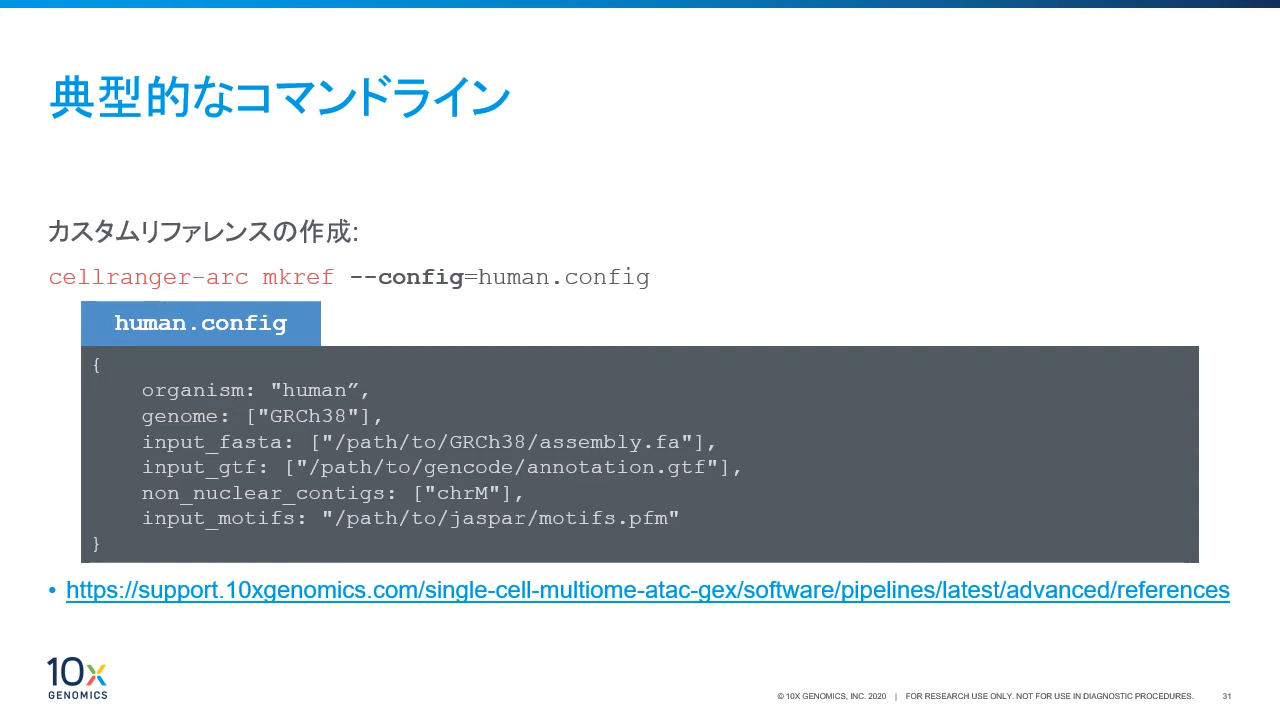 典型的なコマンドライン
カスタムリファレンスの作成:
cellranger-arc mkref --config=human.config
human.config
{
organism: "human”,
genome: ["GRCh38"],
input_fasta: ["/path/to/GRCh38/assembly.fa"],
input_gtf: ["/path/to/gencode/annotation.gtf"],
non_nuclear_contigs: ["chrM"],
input_motifs: "/path/to/jaspar/motifs.pfm"
}
• https://support.10xgenomics.com/single-cell-multiome-atac-gex/software/pipelines/latest/advanced/references
10x
GENOMICS
© 10X GENOMICS, INC. 2020 | FOR RESEARCH USE ONLY. NOT FOR USE IN DIAGNOSTIC PROCEDURES. 31